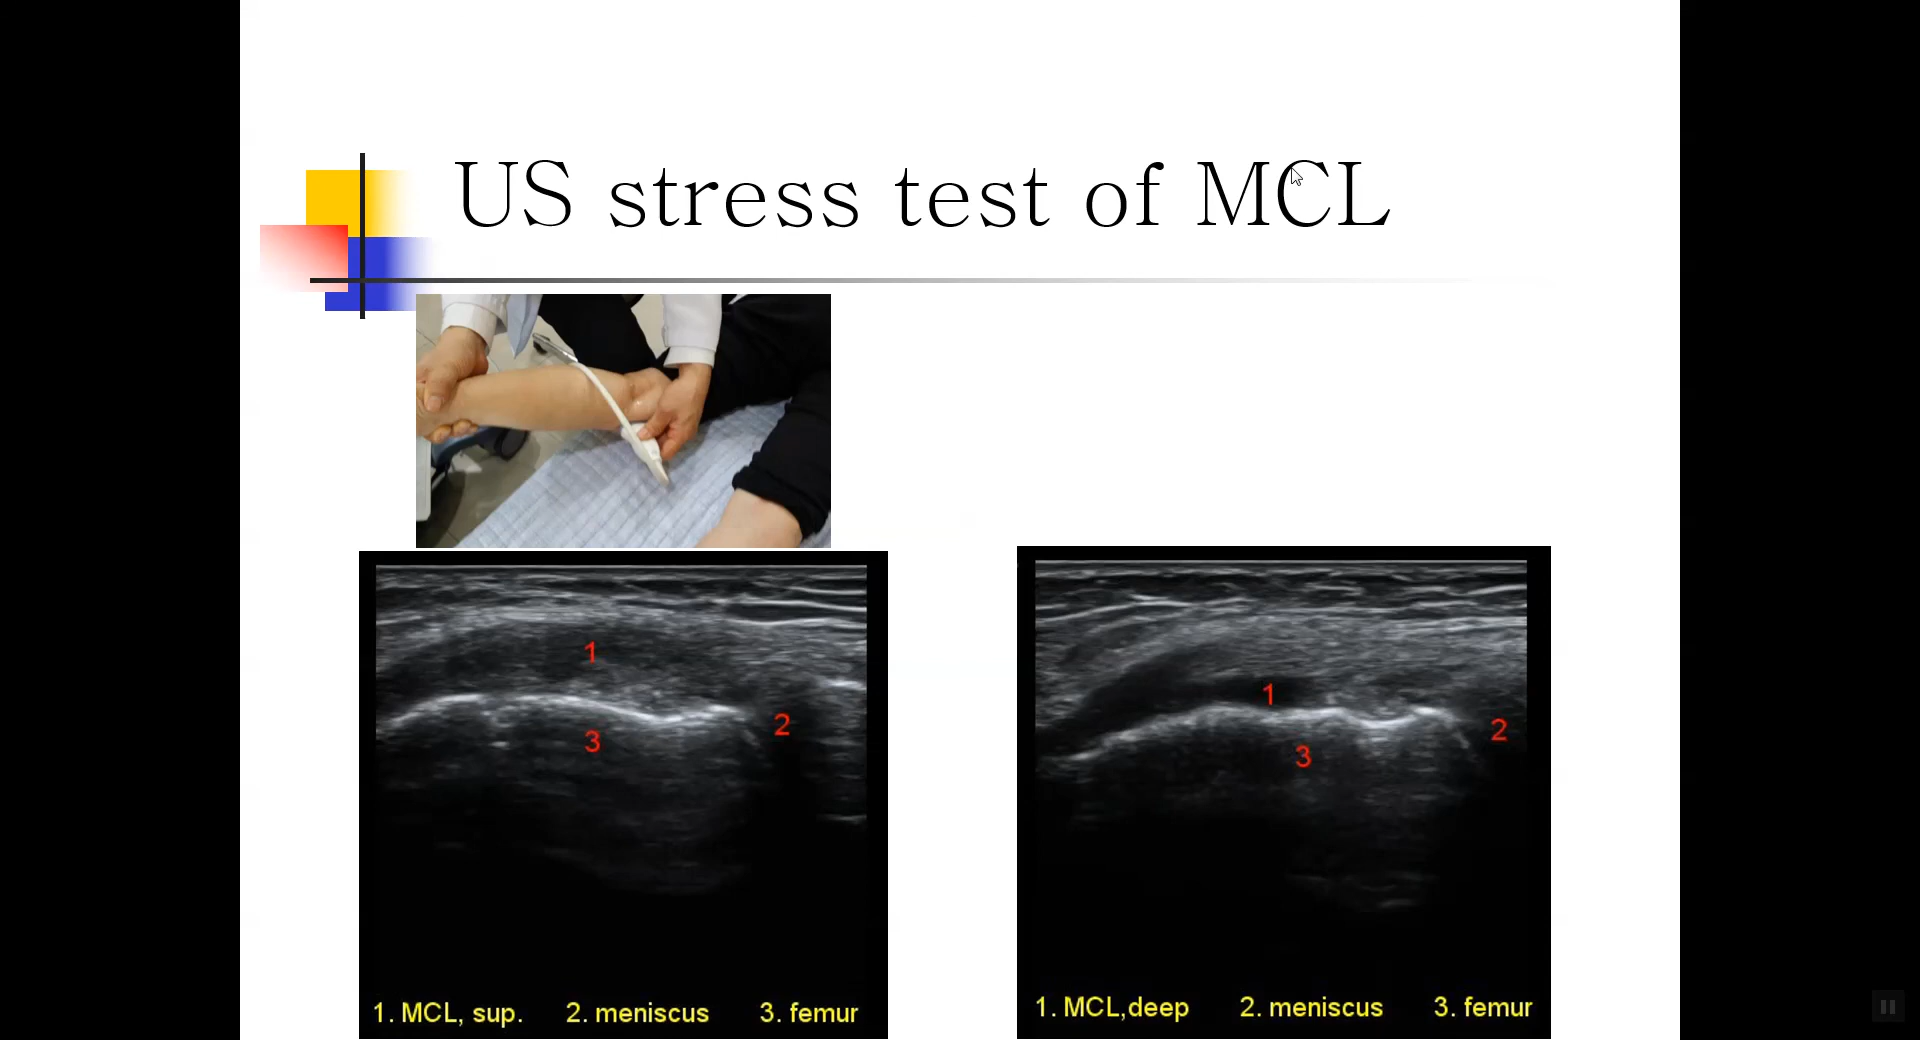 US stress test of MCL
1
2
3
1. MCL, sup. 2. meniscus 3. femur
1
2
3
1. MCL,deep 2. meniscus 3. femur